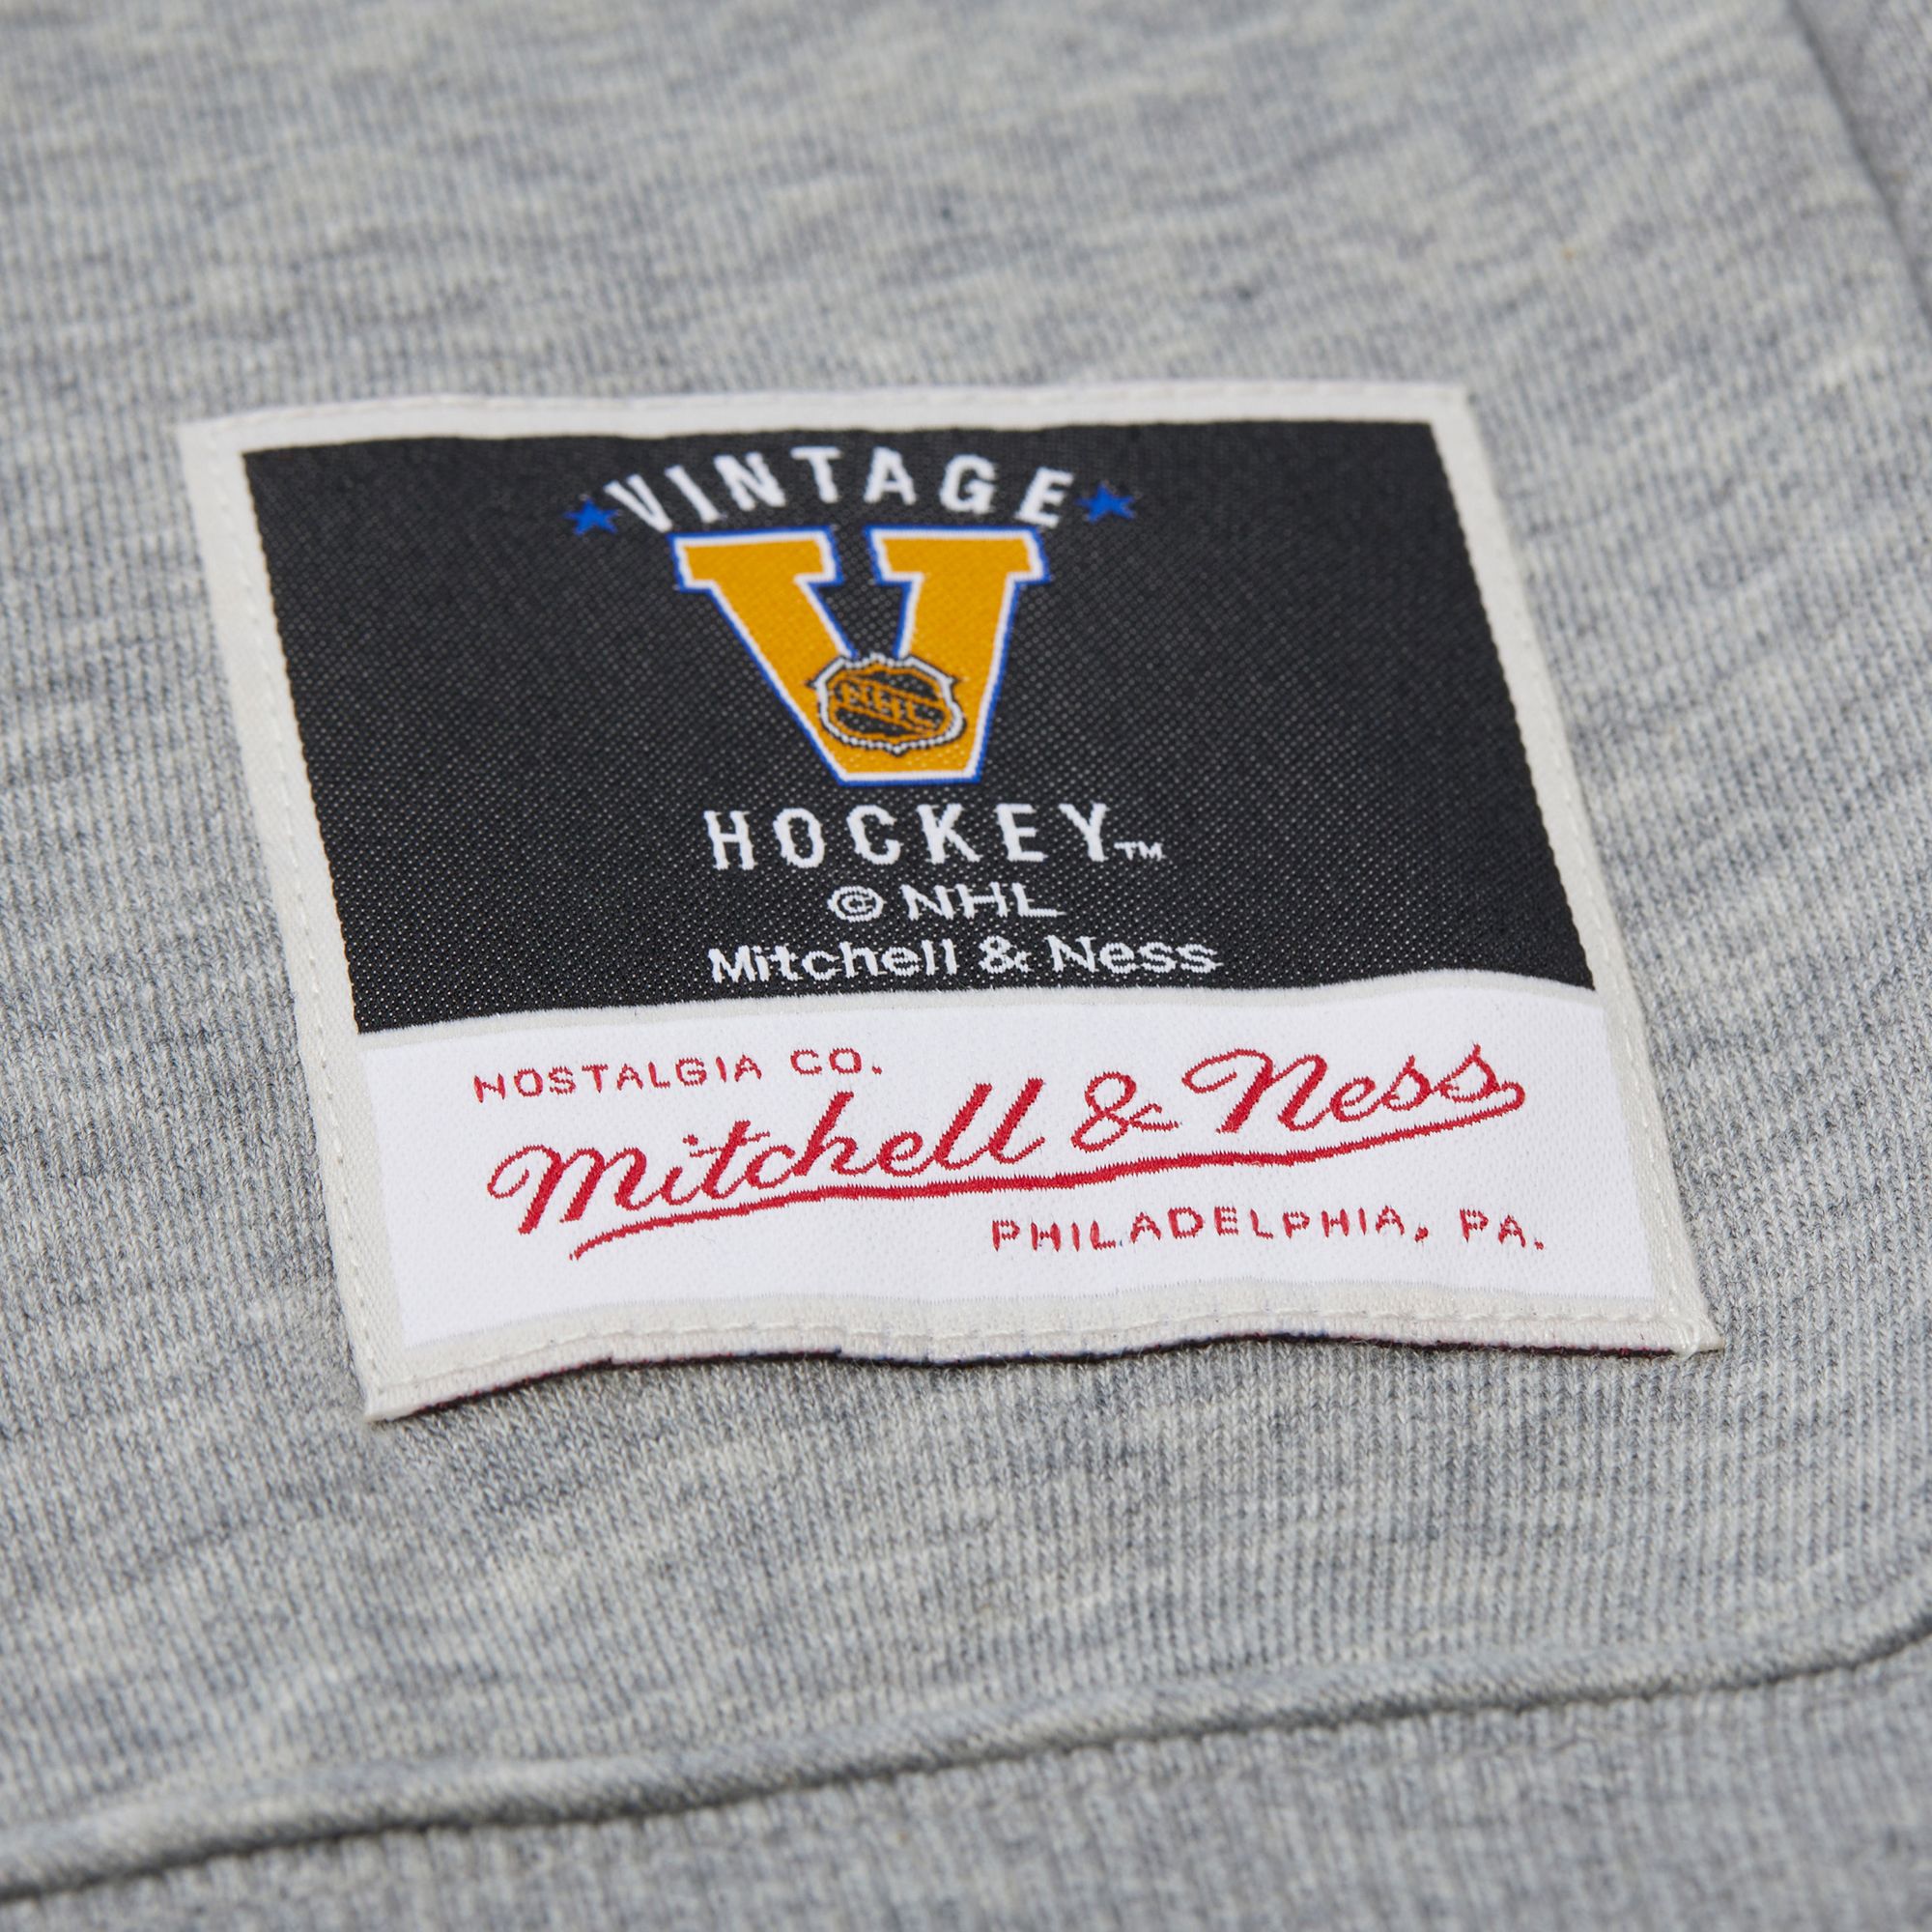 VINTAGE
V
NHL
HOCKEY™
© NHL
Mitchell & Ness
NOSTALGIA CO.
Mitchell & Ness
PHILADELPHIA, PA.